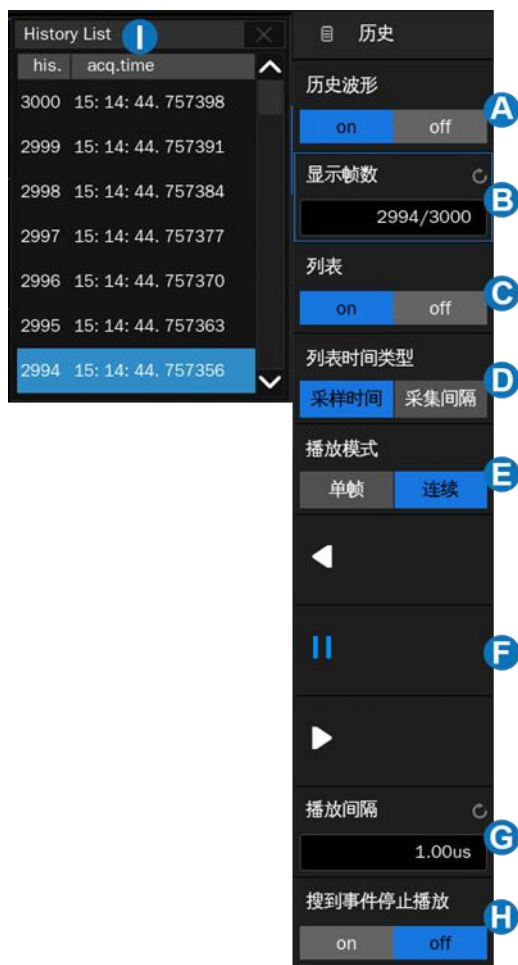 History List I
his. acq.time
3000 15: 14: 44. 757398
2999 15: 14: 44. 757391
2998 15: 14: 44. 757384
2997 15: 14: 44. 757377
2996 15: 14: 44. 757370
2995 15: 14: 44. 757363
2994 15: 14: 44. 757356
历史
历史波形
on off A
显示帧数
2994/3000 B
列表
on off C
列表时间类型
采样时间 采集间隔 D
播放模式
单帧 连续 E
F
播放间隔
1.00us G
搜到事件停止播放
on off H